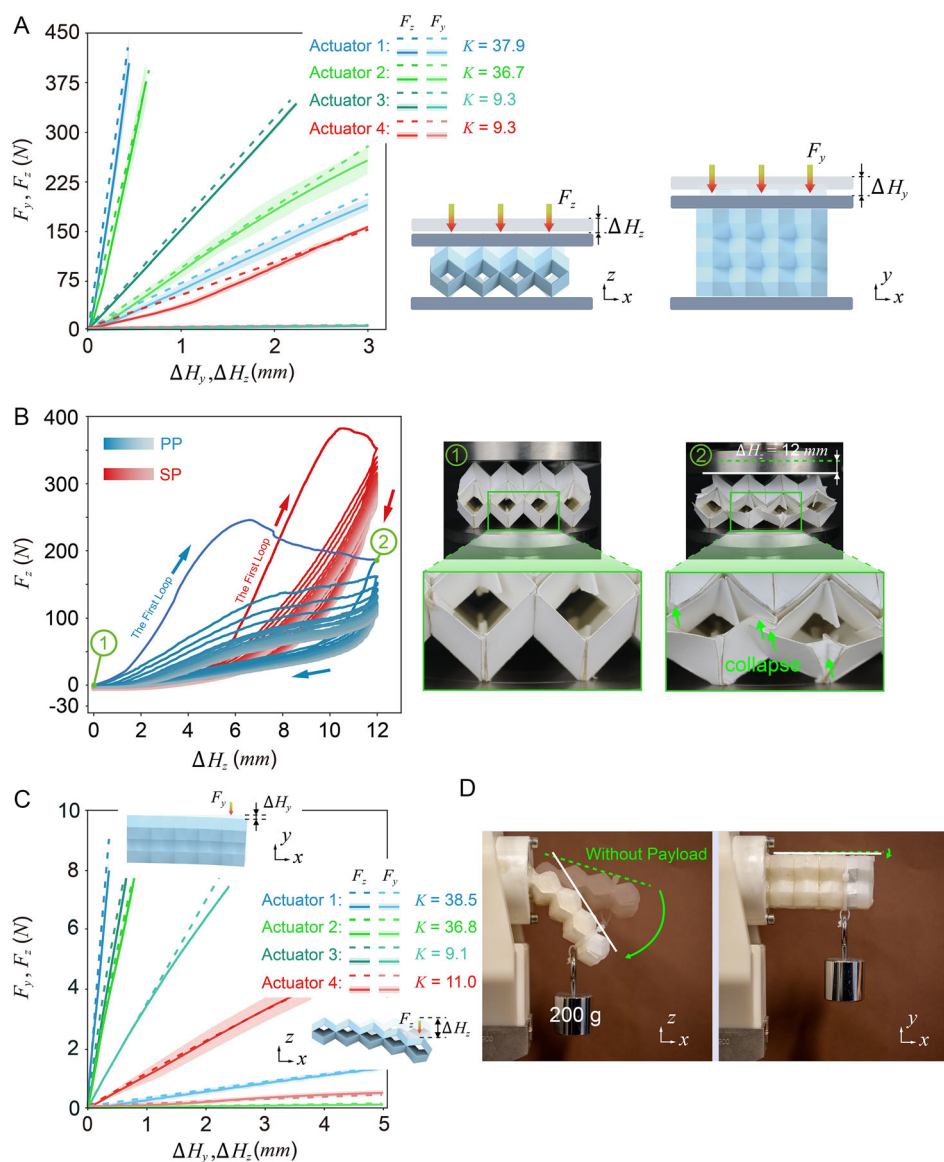 A
F_y, F_z (N)
450
375
300
225
150
75
0
0
1
2
3
ΔH_y, ΔH_z (mm)
F_z F_y
Actuator 1: K = 37.9
Actuator 2: K = 36.7
Actuator 3: K = 9.3
Actuator 4: K = 9.3
F_z
ΔH_z
z
x
F_y
ΔH_y
y
x
B
F_z (N)
400
300
200
100
0
-30
0
2
4
6
8
10
12
ΔH_z (mm)
PP
SP
The First Loop
The First Loop
1
2
1
2
ΔH_z = 12 mm
collapse
C
F_y, F_z (N)
10
8
6
4
2
0
0
1
2
3
4
5
ΔH_y, ΔH_z (mm)
F_y
ΔH_y
y
x
F_z F_y
Actuator 1: K = 38.5
Actuator 2: K = 36.8
Actuator 3: K = 9.1
Actuator 4: K = 11.0
F_z
ΔH_z
z
x
D
Without Payload
200 g
z
x
y
x